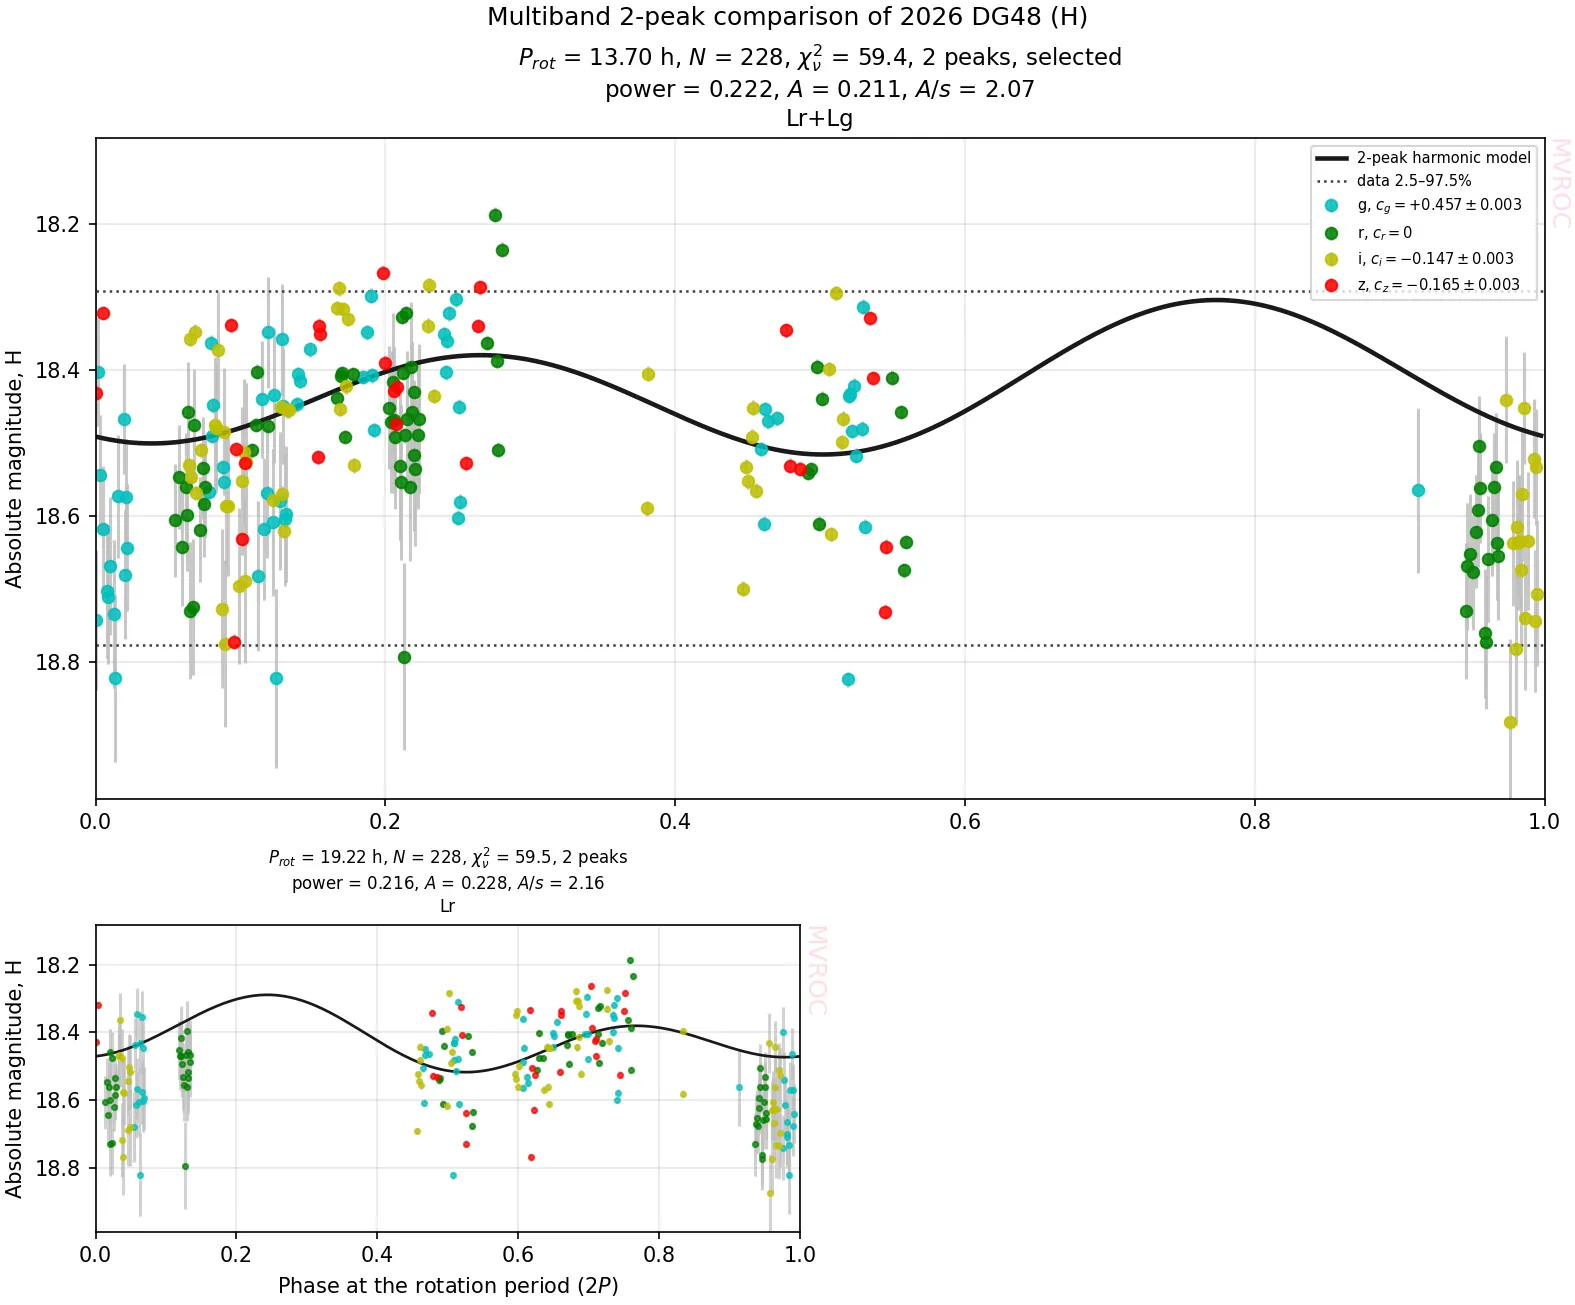 Multiband 2-peak comparison of 2026 DG48 (H)
P_rot = 13.70 h, N = 228, χ²_ν = 59.4, 2 peaks, selected
power = 0.222, A = 0.211, A/s = 2.07
Lr+Lg
2-peak harmonic model
data 2.5–97.5%
g, c_g = +0.457 ± 0.003
r, c_r = 0
i, c_i = −0.147 ± 0.003
z, c_z = −0.165 ± 0.003
MVROC
Absolute magnitude, H
18.2
18.4
18.6
18.8
0.0 0.2 0.4 0.6 0.8 1.0
P_rot = 19.22 h, N = 228, χ²_ν = 59.5, 2 peaks
power = 0.216, A = 0.228, A/s = 2.16
Lr
MVROC
Absolute magnitude, H
18.2
18.4
18.6
18.8
0.0 0.2 0.4 0.6 0.8 1.0
Phase at the rotation period (2P)